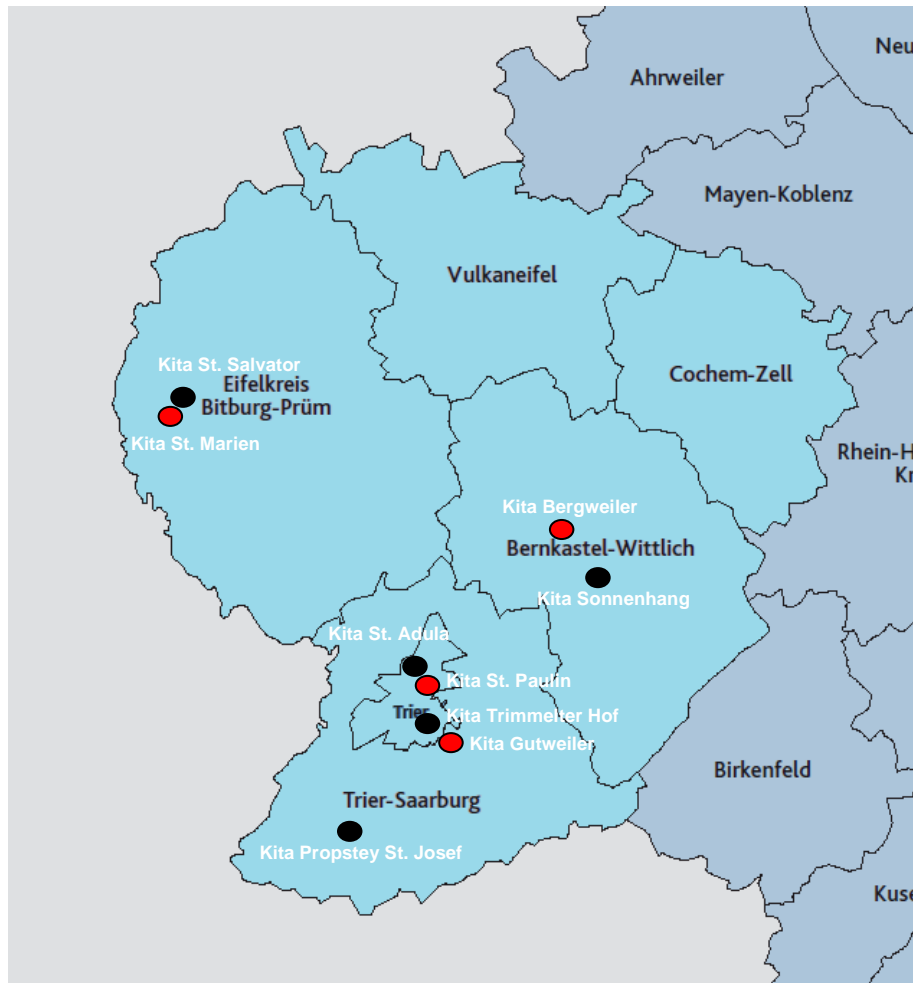 Neu
Ahrweiler
Mayen-Koblenz
Vulkaneifel
Kita St. Salvator
Eifelkreis
Bitburg-Prüm
Cochem-Zell
Kita St. Marien
Rhein-H
Kr
Kita Bergweiler
Bernkastel-Wittlich
Kita Sonnenhang
Kita St. Adula
Kita St. Paulin
Trier
Kita Trimmelter Hof
Kita Gutweiler
Birkenfeld
Trier-Saarburg
Kita Propstey St. Josef
Kuse